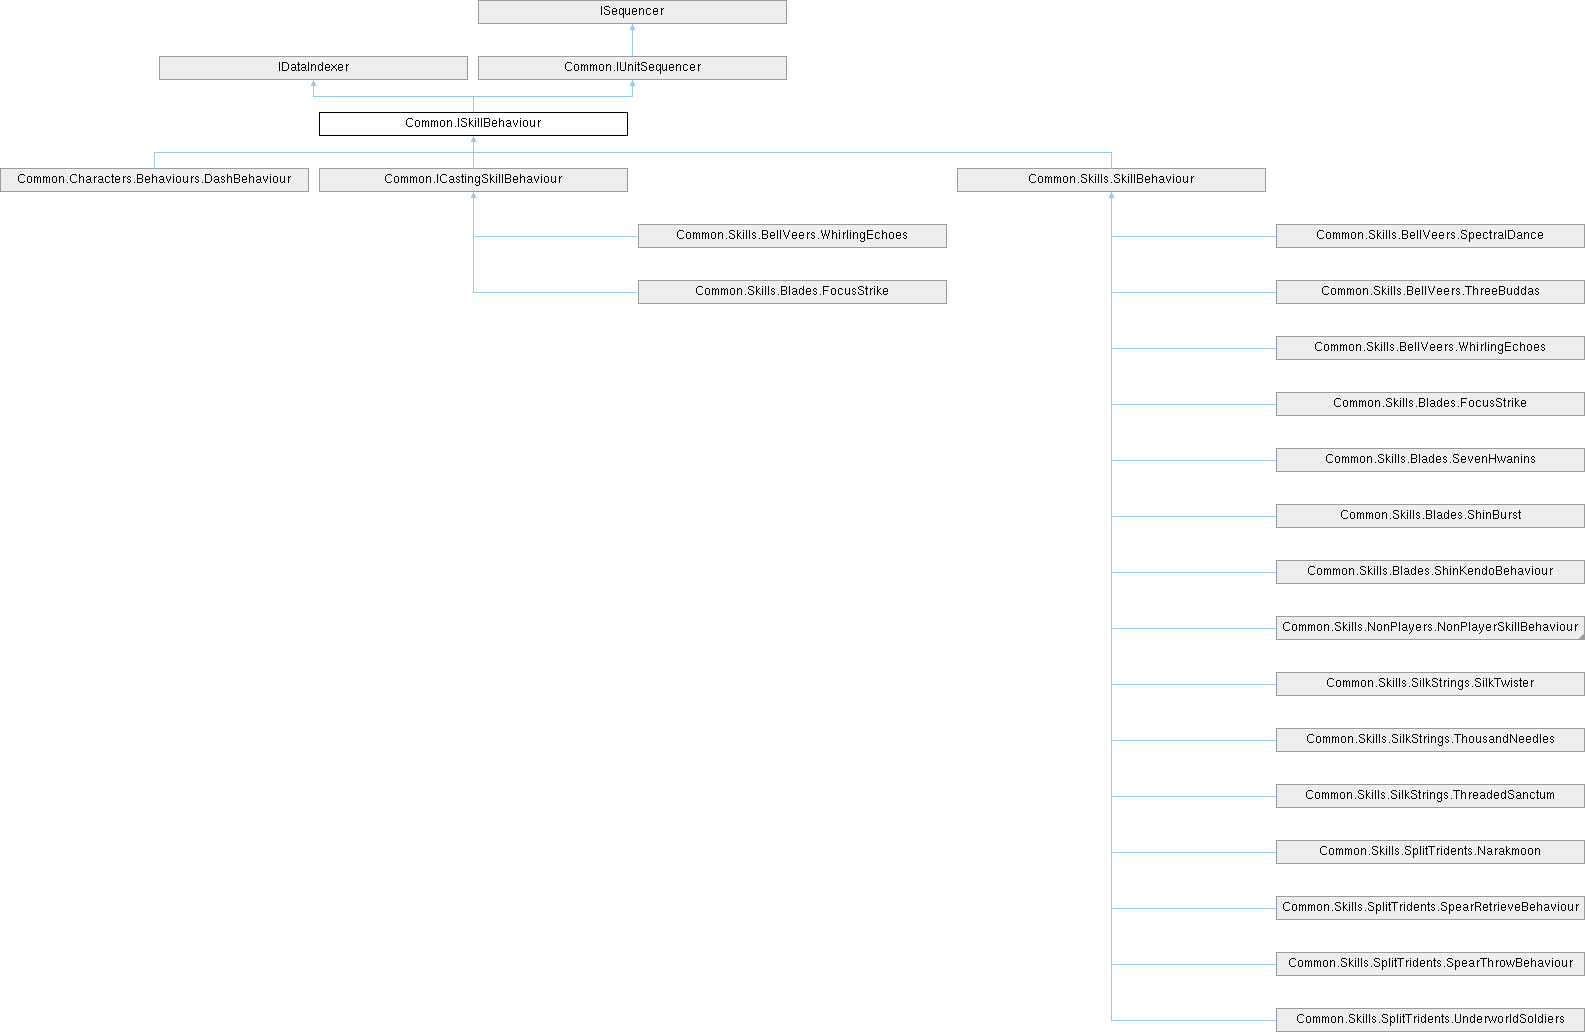 ISequencer
IDataIndexer
Common.IUnitSequencer
Common.ISkillBehaviour
Common.Characters.Behaviours.DashBehaviour
Common.ICastingSkillBehaviour
Common.Skills.SkillBehaviour
Common.Skills.BellVeers.WhirlingEchoes
Common.Skills.BellVeers.SpectralDance
Common.Skills.Blades.FocusStrike
Common.Skills.BellVeers.ThreeBuddas
Common.Skills.BellVeers.WhirlingEchoes
Common.Skills.Blades.FocusStrike
Common.Skills.Blades.SevenHwanins
Common.Skills.Blades.ShinBurst
Common.Skills.Blades.ShinKendoBehaviour
Common.Skills.NonPlayers.NonPlayerSkillBehaviour
Common.Skills.SilkStrings.SilkTwister
Common.Skills.SilkStrings.ThousandNeedles
Common.Skills.SilkStrings.ThreadedSanctum
Common.Skills.SplitTridents.Narakmoon
Common.Skills.SplitTridents.SpearRetrieveBehaviour
Common.Skills.SplitTridents.SpearThrowBehaviour
Common.Skills.SplitTridents.UnderworldSoldiers